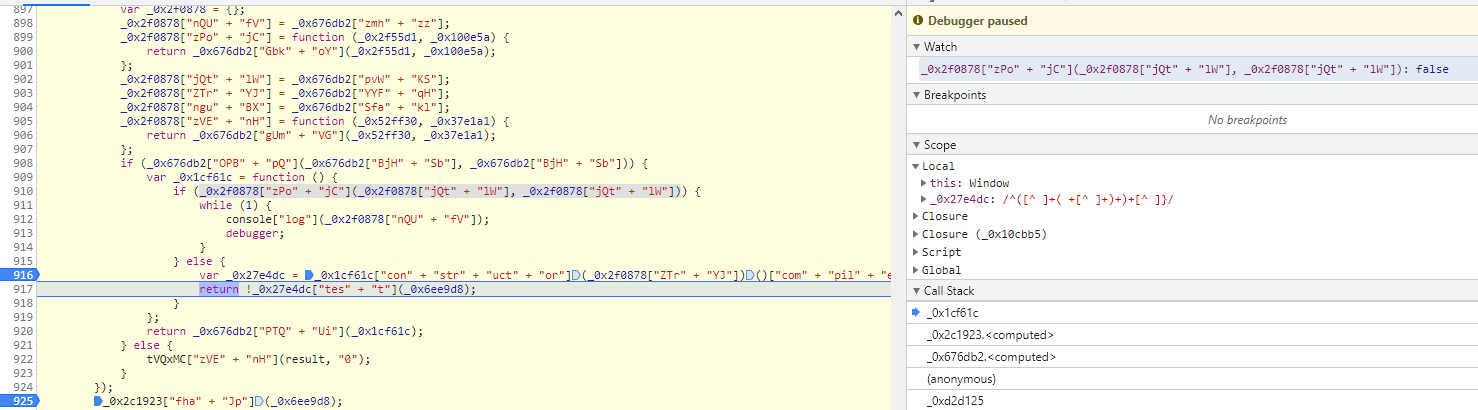 897 var _0x2f0878 = {};
898 _0x2f0878["nQU" + "fV"] = _0x676db2["zmh" + "zz"];
899 _0x2f0878["zPo" + "jC"] = function (_0x2f55d1, _0x100e5a) {
900 return _0x676db2["Gbk" + "oY"](_0x2f55d1, _0x100e5a);
901 };
902 _0x2f0878["jQt" + "lW"] = _0x676db2["pvW" + "KS"];
903 _0x2f0878["ZTr" + "YJ"] = _0x676db2["YYF" + "qH"];
904 _0x2f0878["ngu" + "BX"] = _0x676db2["Sfa" + "kl"];
905 _0x2f0878["zVE" + "nH"] = function (_0x52ff30, _0x37e1a1) {
906 return _0x676db2["gUm" + "VG"](_0x52ff30, _0x37e1a1);
907 };
908 if (_0x676db2["OPB" + "pQ"](_0x676db2["BjH" + "Sb"], _0x676db2["BjH" + "Sb"])) {
909 var _0x1cf61c = function () {
910 if (_0x2f0878["zPo" + "jC"](_0x2f0878["jQt" + "lW"], _0x2f0878["jQt" + "lW"])) {
911 while (1) {
912 console["log"](_0x2f0878["nQU" + "fV"]);
913 debugger;
914 }
915 } else {
916 var _0x27e4dc = _0x1cf61c["con" + "str" + "uct" + "or"](_0x2f0878["ZTr" + "YJ"])()["com" + "pil" + "e
917 return !_0x27e4dc["tes" + "t"](_0x6ee9d8);
918 }
919 };
920 return _0x676db2["PTQ" + "Ui"](_0x1cf61c);
921 } else {
922 tVQxMC["zVE" + "nH"](result, "0");
923 }
924 });
925 _0x2c1923["fha" + "Jp"](_0x6ee9d8);
Debugger paused
Watch
_0x2f0878["zPo" + "jC"](_0x2f0878["jQt" + "lW"], _0x2f0878["jQt" + "lW"]): false
Breakpoints
No breakpoints
Scope
Local
this: Window
_0x27e4dc: /^([^ ]+( +[^ ]+)+)+[^ ]}/
Closure
Closure (_0x10cbb5)
Script
Global
Call Stack
_0x1cf61c
_0x2c1923.<computed>
_0x676db2.<computed>
(anonymous)
_0xd2d125